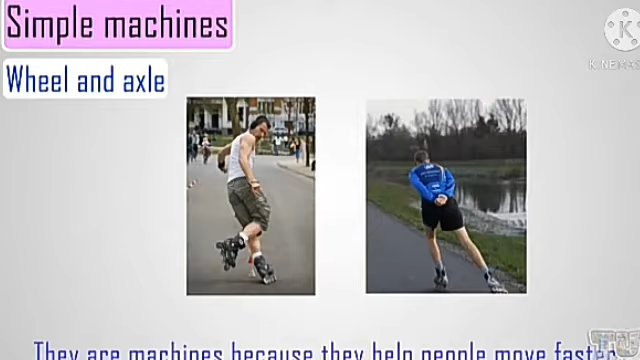 Simple machines
K
Wheel and axle
They are machines because they help people move faster